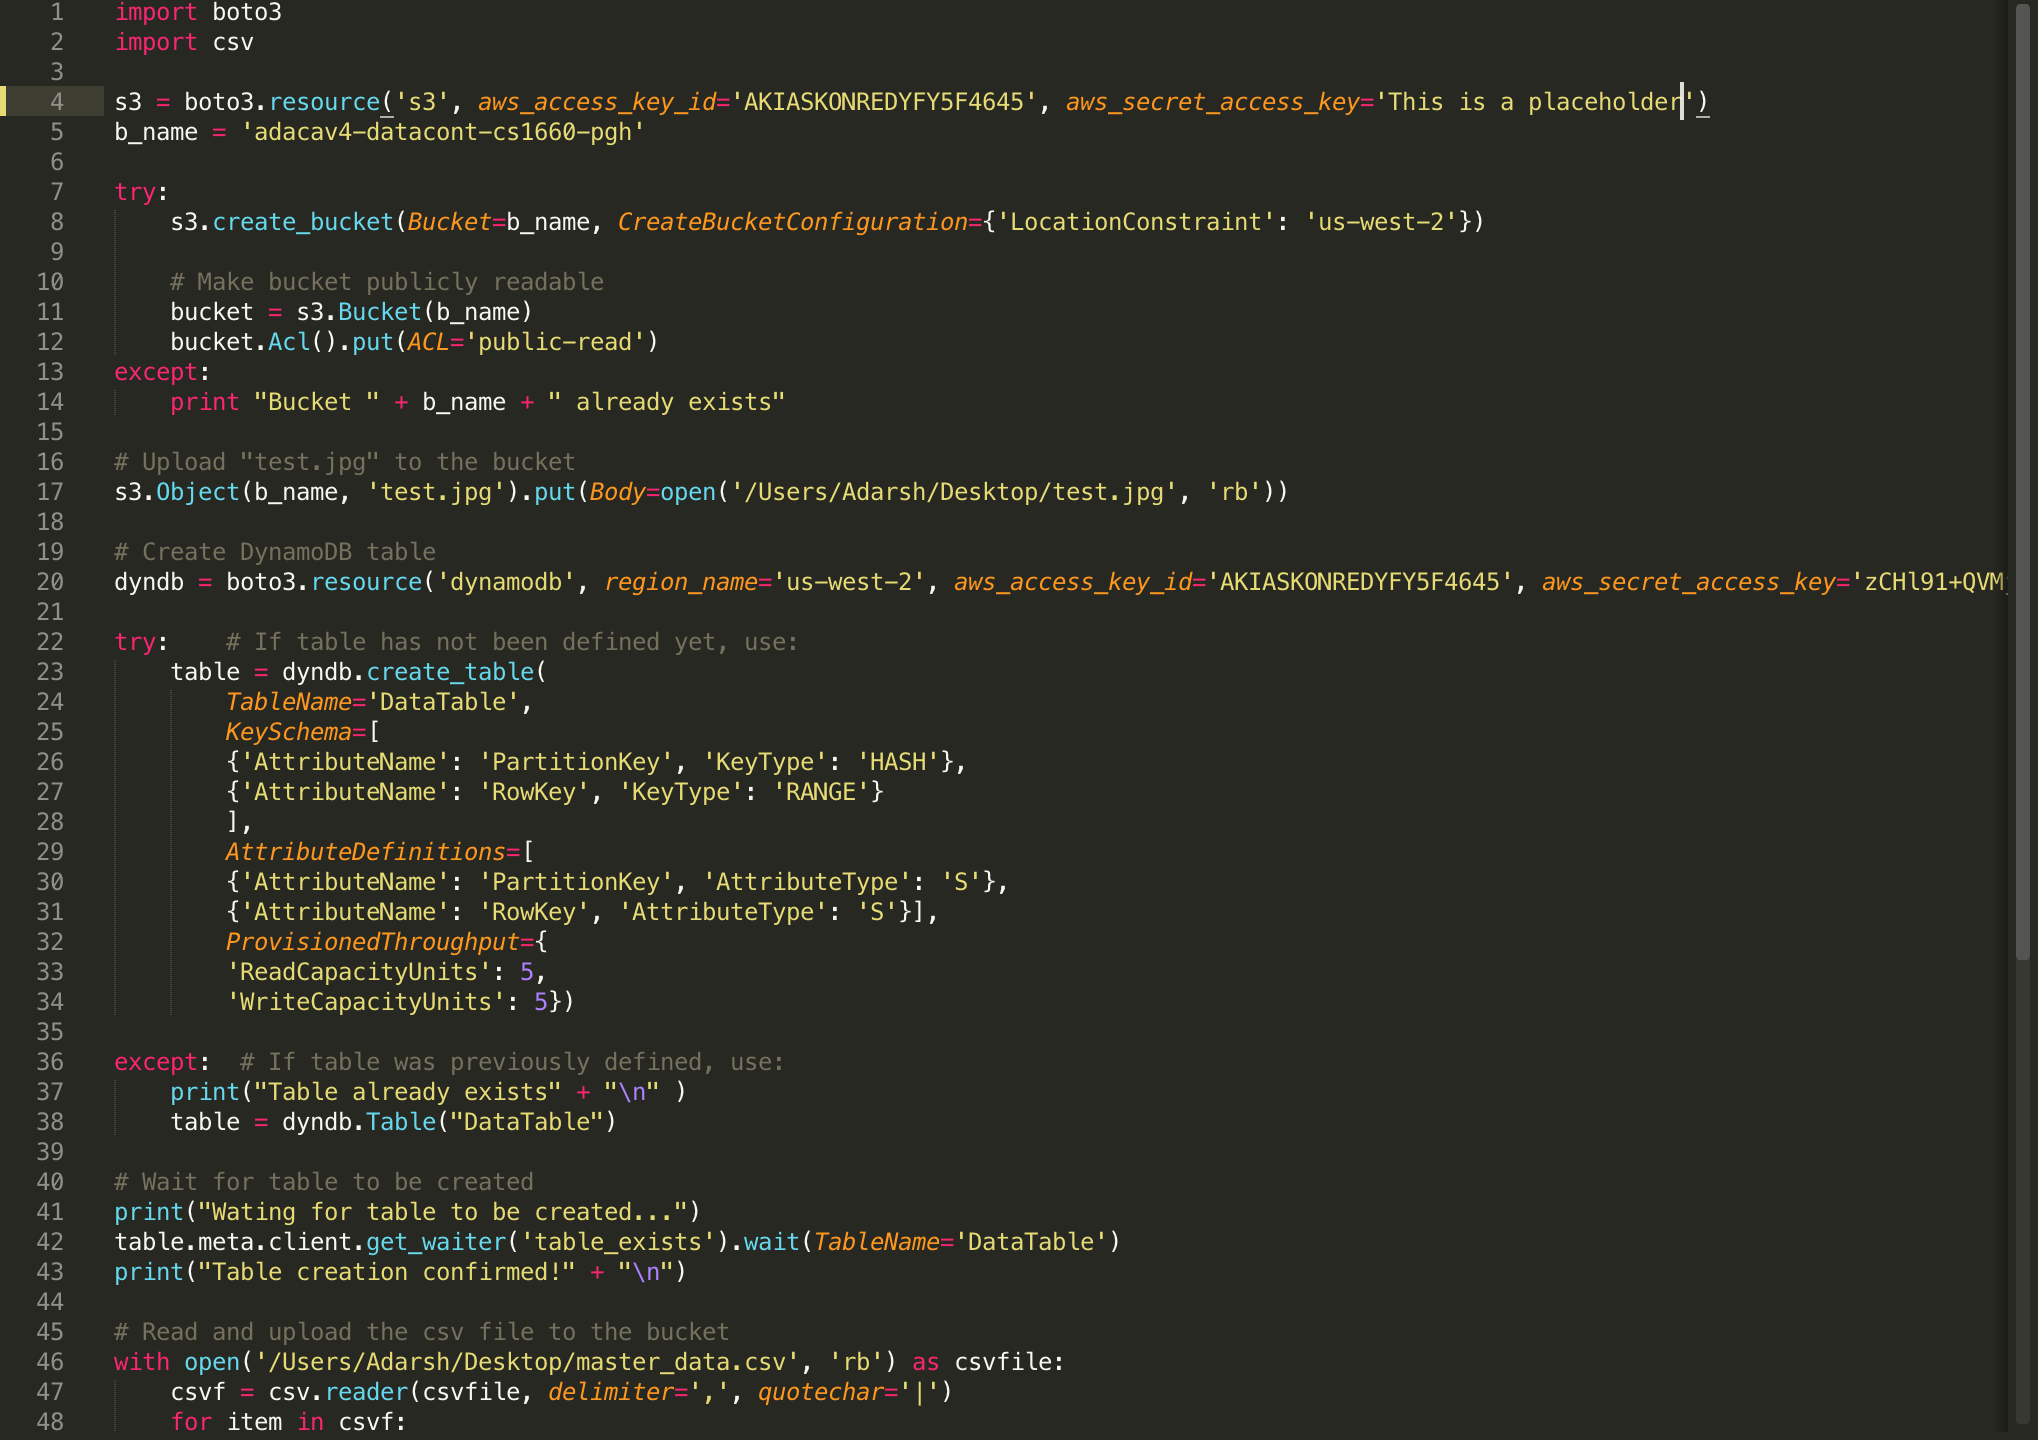 1 import boto3
2 import csv
3
4 s3 = boto3.resource('s3', aws_access_key_id='AKIASKONREDYFY5F4645', aws_secret_access_key='This is a placeholder')
5 b_name = 'adacav4-datacont-cs1660-pgh'
6
7 try:
8     s3.create_bucket(Bucket=b_name, CreateBucketConfiguration={'LocationConstraint': 'us-west-2'})
9
10     # Make bucket publicly readable
11     bucket = s3.Bucket(b_name)
12     bucket.Acl().put(ACL='public-read')
13 except:
14     print "Bucket " + b_name + " already exists"
15
16 # Upload "test.jpg" to the bucket
17 s3.Object(b_name, 'test.jpg').put(Body=open('/Users/Adarsh/Desktop/test.jpg', 'rb'))
18
19 # Create DynamoDB table
20 dyndb = boto3.resource('dynamodb', region_name='us-west-2', aws_access_key_id='AKIASKONREDYFY5F4645', aws_secret_access_key='zCHl91+QVM
21
22 try:    # If table has not been defined yet, use:
23     table = dyndb.create_table(
24         TableName='DataTable',
25         KeySchema=[
26         {'AttributeName': 'PartitionKey', 'KeyType': 'HASH'},
27         {'AttributeName': 'RowKey', 'KeyType': 'RANGE'}
28         ],
29         AttributeDefinitions=[
30         {'AttributeName': 'PartitionKey', 'AttributeType': 'S'},
31         {'AttributeName': 'RowKey', 'AttributeType': 'S'}],
32         ProvisionedThroughput={
33         'ReadCapacityUnits': 5,
34         'WriteCapacityUnits': 5})
35
36 except:  # If table was previously defined, use:
37     print("Table already exists" + "\n" )
38     table = dyndb.Table("DataTable")
39
40 # Wait for table to be created
41 print("Wating for table to be created...")
42 table.meta.client.get_waiter('table_exists').wait(TableName='DataTable')
43 print("Table creation confirmed!" + "\n")
44
45 # Read and upload the csv file to the bucket
46 with open('/Users/Adarsh/Desktop/master_data.csv', 'rb') as csvfile:
47     csvf = csv.reader(csvfile, delimiter=',', quotechar='|')
48     for item in csvf: